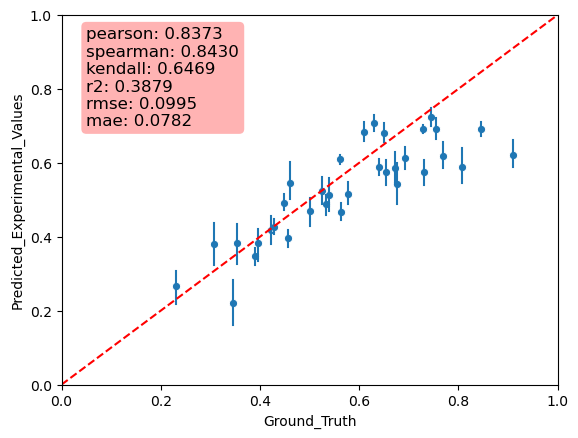 pearson: 0.8373
spearman: 0.8430
kendall: 0.6469
r2: 0.3879
rmse: 0.0995
mae: 0.0782
1.0
0.8
0.6
0.4
0.2
0.0
Predicted_Experimental_Values
0.0 0.2 0.4 0.6 0.8 1.0
Ground_Truth